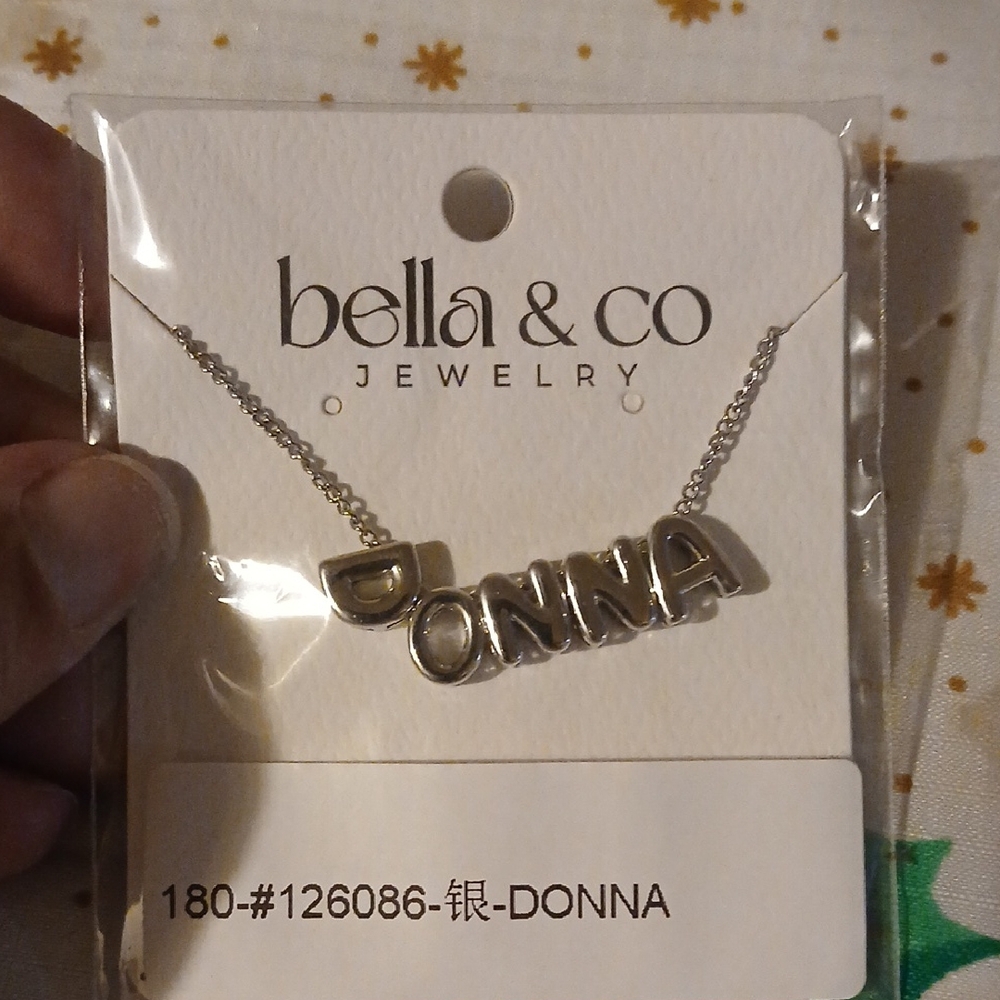 bella & co
JEWELRY
DONNA
180-#126086-银-DONNA